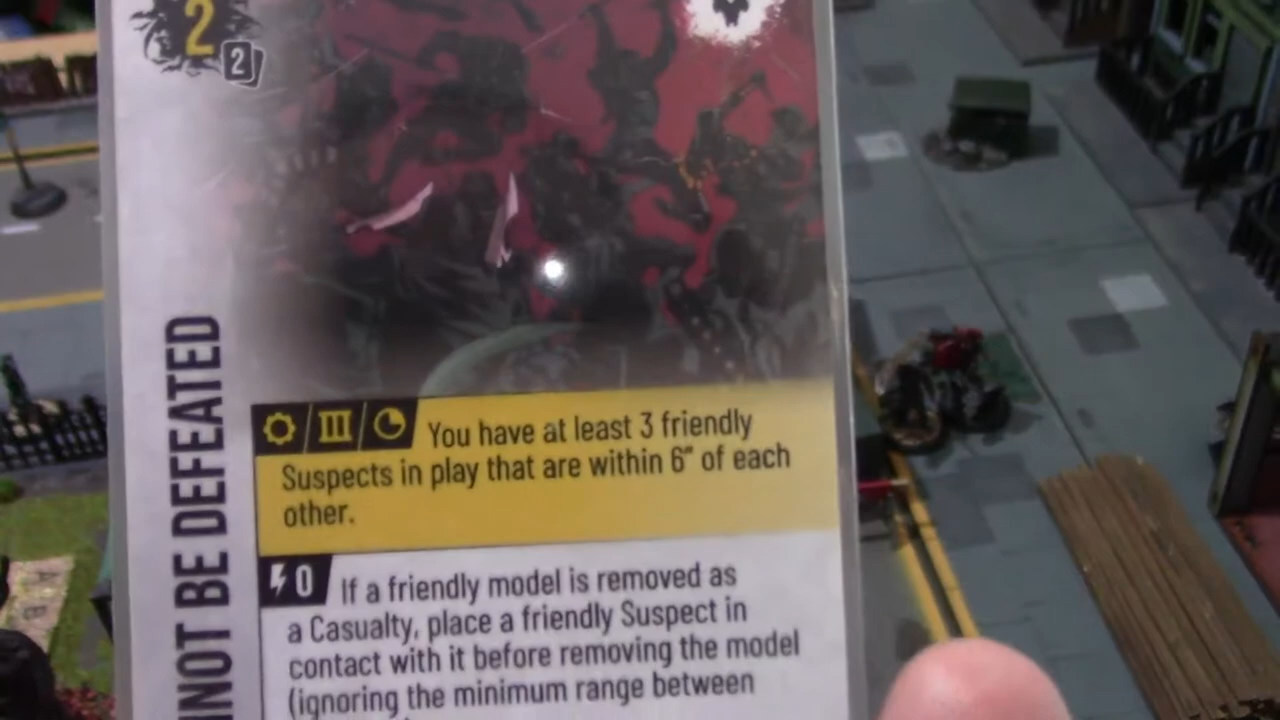 2
2
NNOT BE DEFEATED
III You have at least 3 friendly
Suspects in play that are within 6" of each
other.
0 If a friendly model is removed as
a Casualty, place a friendly Suspect in
contact with it before removing the model
(ignoring the minimum range between